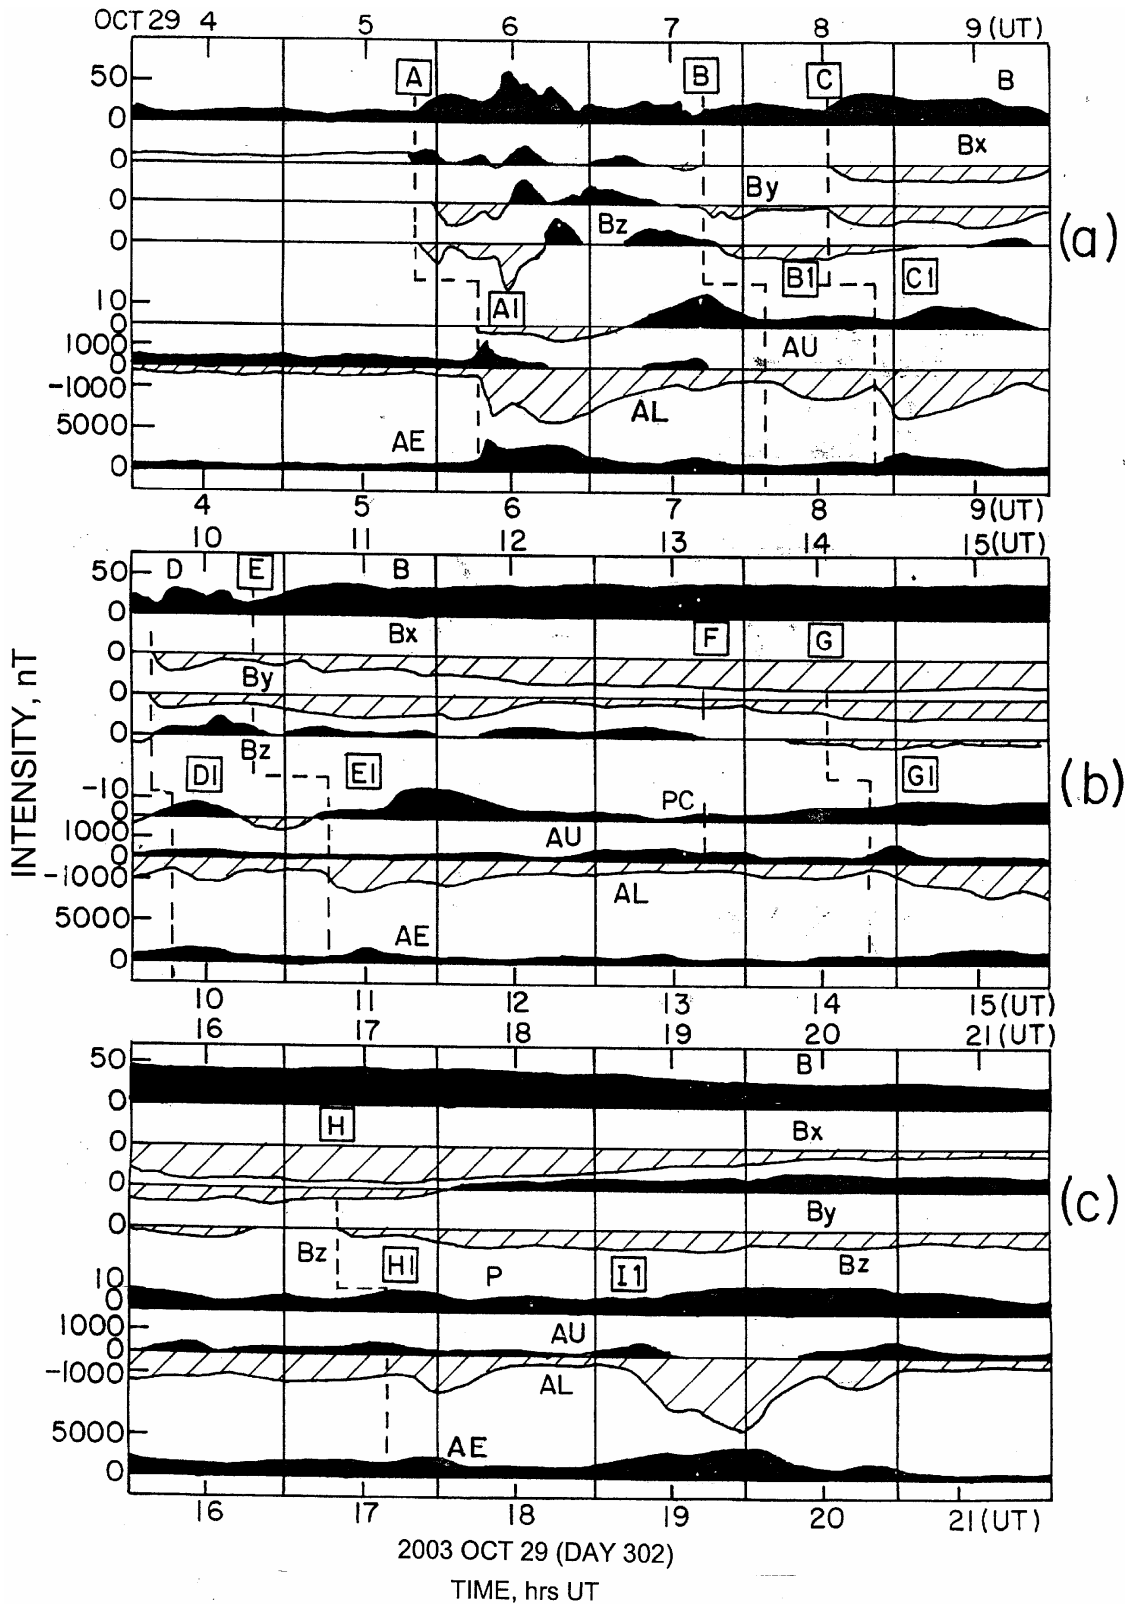 OCT 29 4 5 6 7 8 9 (UT)
50
A B C B
0
0 Bx
0 By
Bz
0 (a)
B1 C1
10 A1
0
1000 AU
0
-1000
AL
5000
AE
0
4 5 6 7 8 9 (UT)
10 11 12 13 14 15 (UT)
50 D E B
0
Bx F G
0
By
0
0
Bz
D1 E1 G1 (b)
-10
PC
0
1000 AU
0
-1000
AL
5000
AE
0
10 11 12 13 14 15 (UT)
16 17 18 19 20 21 (UT)
50 B
0
H Bx
0
0
By (c)
0
Bz Bz
H1 P I1
10
0
1000 AU
0
-1000 AL
5000
AE
0
16 17 18 19 20 21 (UT)
INTENSITY, nT
2003 OCT 29 (DAY 302)
TIME, hrs UT